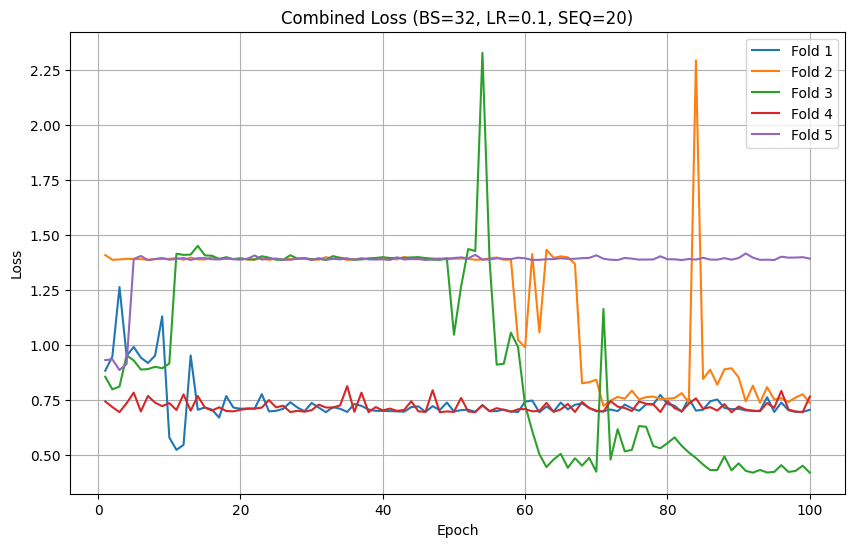 Combined Loss (BS=32, LR=0.1, SEQ=20)
Loss
2.25
2.00
1.75
1.50
1.25
1.00
0.75
0.50
Fold 1
Fold 2
Fold 3
Fold 4
Fold 5
0 20 40 60 80 100
Epoch